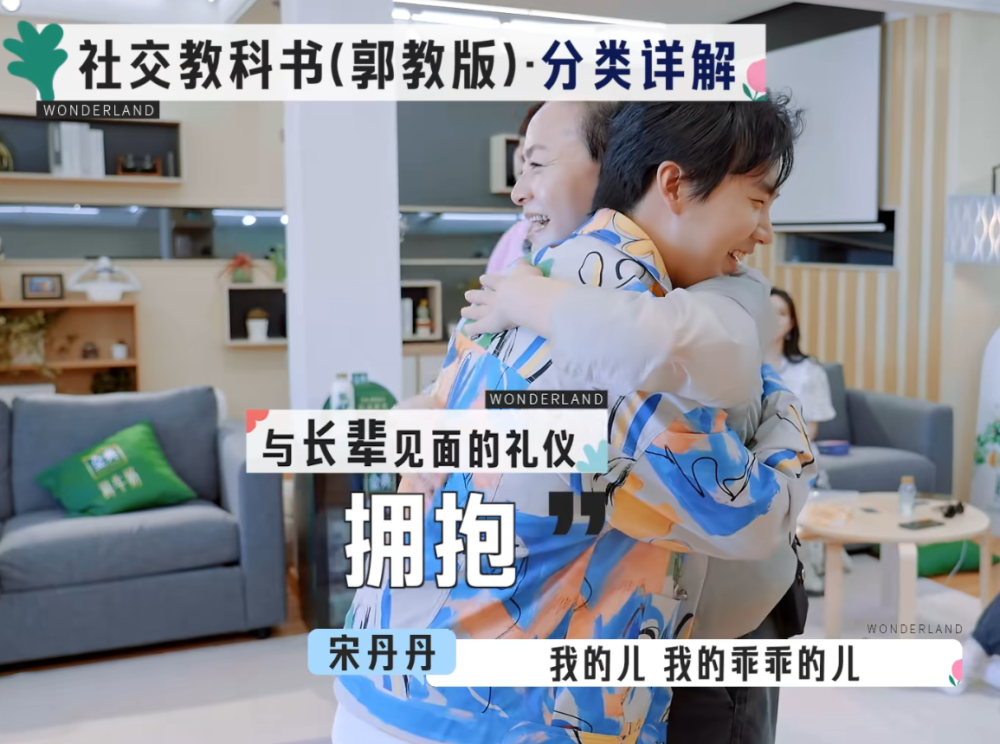 社交教科书(郭教版)·分类详解
WONDERLAND
WONDERLAND
与长辈见面的礼仪
拥抱"
WONDERLAND
宋丹丹
我的儿 我的乖乖的儿